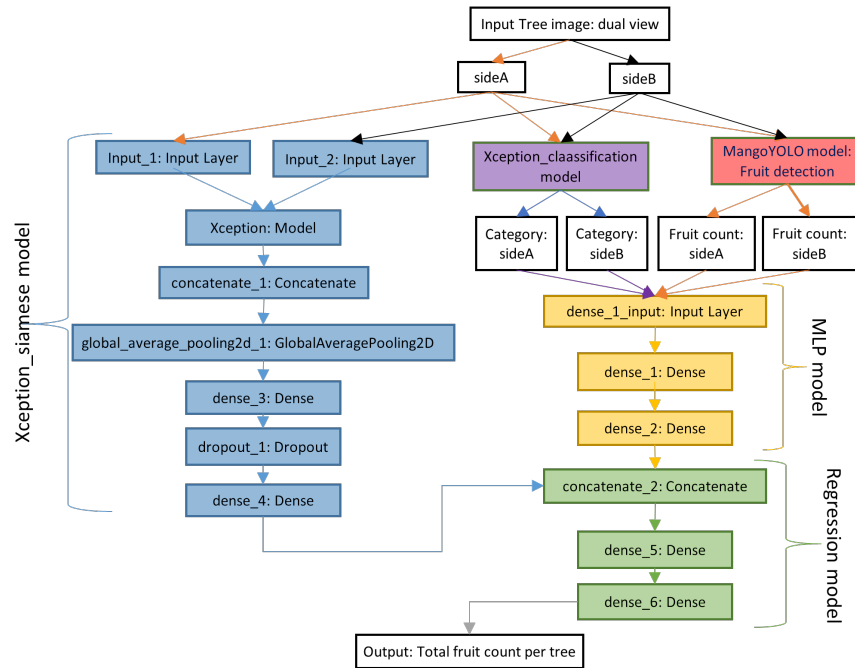 Input Tree image: dual view
sideA
sideB
Input_1: Input Layer
Input_2: Input Layer
Xception_claassification
model
MangoYOLO model:
Fruit detection
Xception: Model
Category:
sideA
Category:
sideB
Fruit count:
sideA
Fruit count:
sideB
concatenate_1: Concatenate
dense_1_input: Input Layer
global_average_pooling2d_1: GlobalAveragePooling2D
dense_1: Dense
dense_3: Dense
dense_2: Dense
dropout_1: Dropout
concatenate_2: Concatenate
dense_4: Dense
dense_5: Dense
dense_6: Dense
Output: Total fruit count per tree
Xception_siamese model
MLP model
Regression model